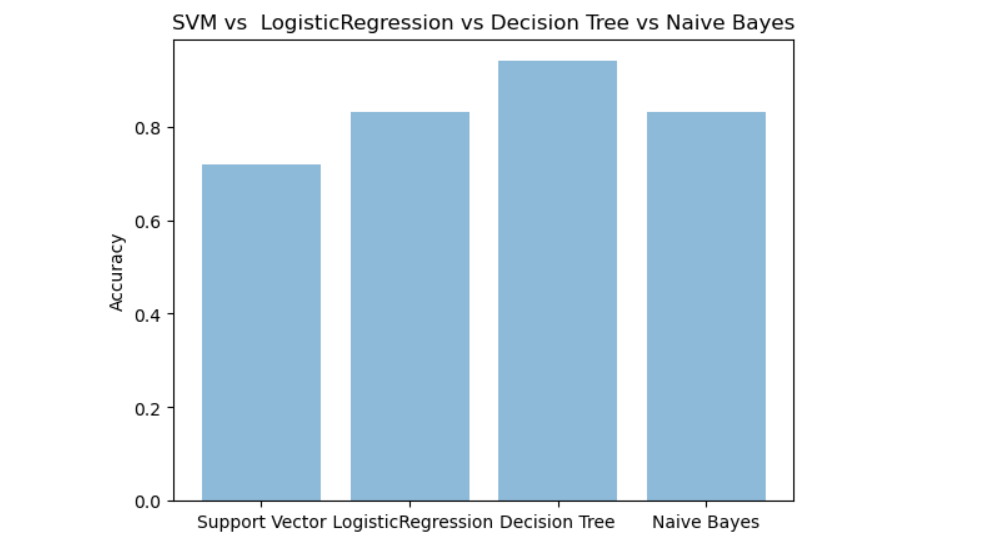 SVM vs  LogisticRegression vs Decision Tree vs Naive Bayes
Accuracy
0.8
0.6
0.4
0.2
0.0
Support Vector LogisticRegression Decision Tree Naive Bayes